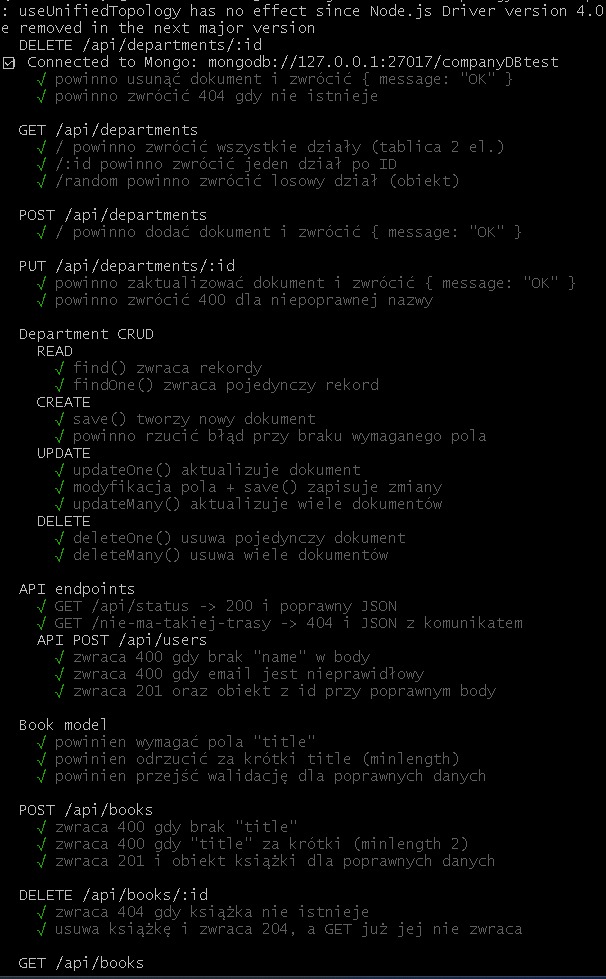 : useUnifiedTopology has no effect since Node.js Driver version 4.0
e removed in the next major version
DELETE /api/departments/:id
☑ Connected to Mongo: mongodb://127.0.0.1:27017/companyDBtest
√ powinno usunąć dokument i zwrócić { message: "OK" }
√ powinno zwrócić 404 gdy nie istnieje
GET /api/departments
√ / powinno zwrócić wszystkie działy (tablica 2 el.)
√ /:id powinno zwrócić jeden dział po ID
√ /random powinno zwrócić losowy dział (obiekt)
POST /api/departments
√ / powinno dodać dokument i zwrócić { message: "OK" }
PUT /api/departments/:id
√ powinno zaktualizować dokument i zwrócić { message: "OK" }
√ powinno zwrócić 400 dla niepoprawnej nazwy
Department CRUD
READ
√ find() zwraca rekordy
√ findOne() zwraca pojedynczy rekord
CREATE
√ save() tworzy nowy dokument
√ powinno rzucić błąd przy braku wymaganego pola
UPDATE
√ updateOne() aktualizuje dokument
√ modyfikacja pola + save() zapisuje zmiany
√ updateMany() aktualizuje wiele dokumentów
DELETE
√ deleteOne() usuwa pojedynczy dokument
√ deleteMany() usuwa wiele dokumentów
API endpoints
√ GET /api/status -> 200 i poprawny JSON
√ GET /nie-ma-takiej-trasy -> 404 i JSON z komunikatem
API POST /api/users
√ zwraca 400 gdy brak "name" w body
√ zwraca 400 gdy email jest nieprawidłowy
√ zwraca 201 oraz obiekt z id przy poprawnym body
Book model
√ powinien wymagać pola "title"
√ powinien odrzucić za krótki title (minlength)
√ powinien przejść walidację dla poprawnych danych
POST /api/books
√ zwraca 400 gdy brak "title"
√ zwraca 400 gdy "title" za krótki (minlength 2)
√ zwraca 201 i obiekt książki dla poprawnych danych
DELETE /api/books/:id
√ zwraca 404 gdy książka nie istnieje
√ usuwa książkę i zwraca 204, a GET już jej nie zwraca
GET /api/books